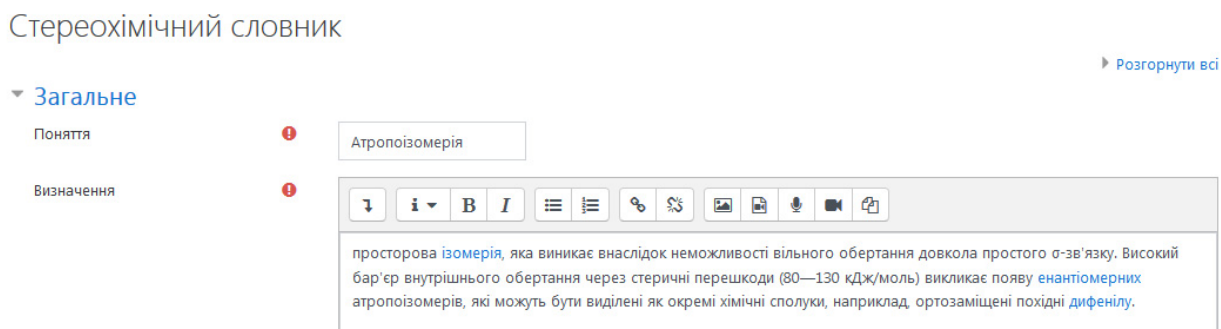 Стереохімічний словник
Розгорнути всі
Загальне
Поняття
Атропоізомерія
Визначення
B I
просторова ізомерія, яка виникає внаслідок неможливості вільного обертання довкола простого σ-зв'язку. Високий
бар'єр внутрішнього обертання через стеричні перешкоди (80—130 кДж/моль) викликає появу енантіомерних
атропоізомерів, які можуть бути виділені як окремі хімічні сполуки, наприклад, ортозаміщені похідні дифенілу.